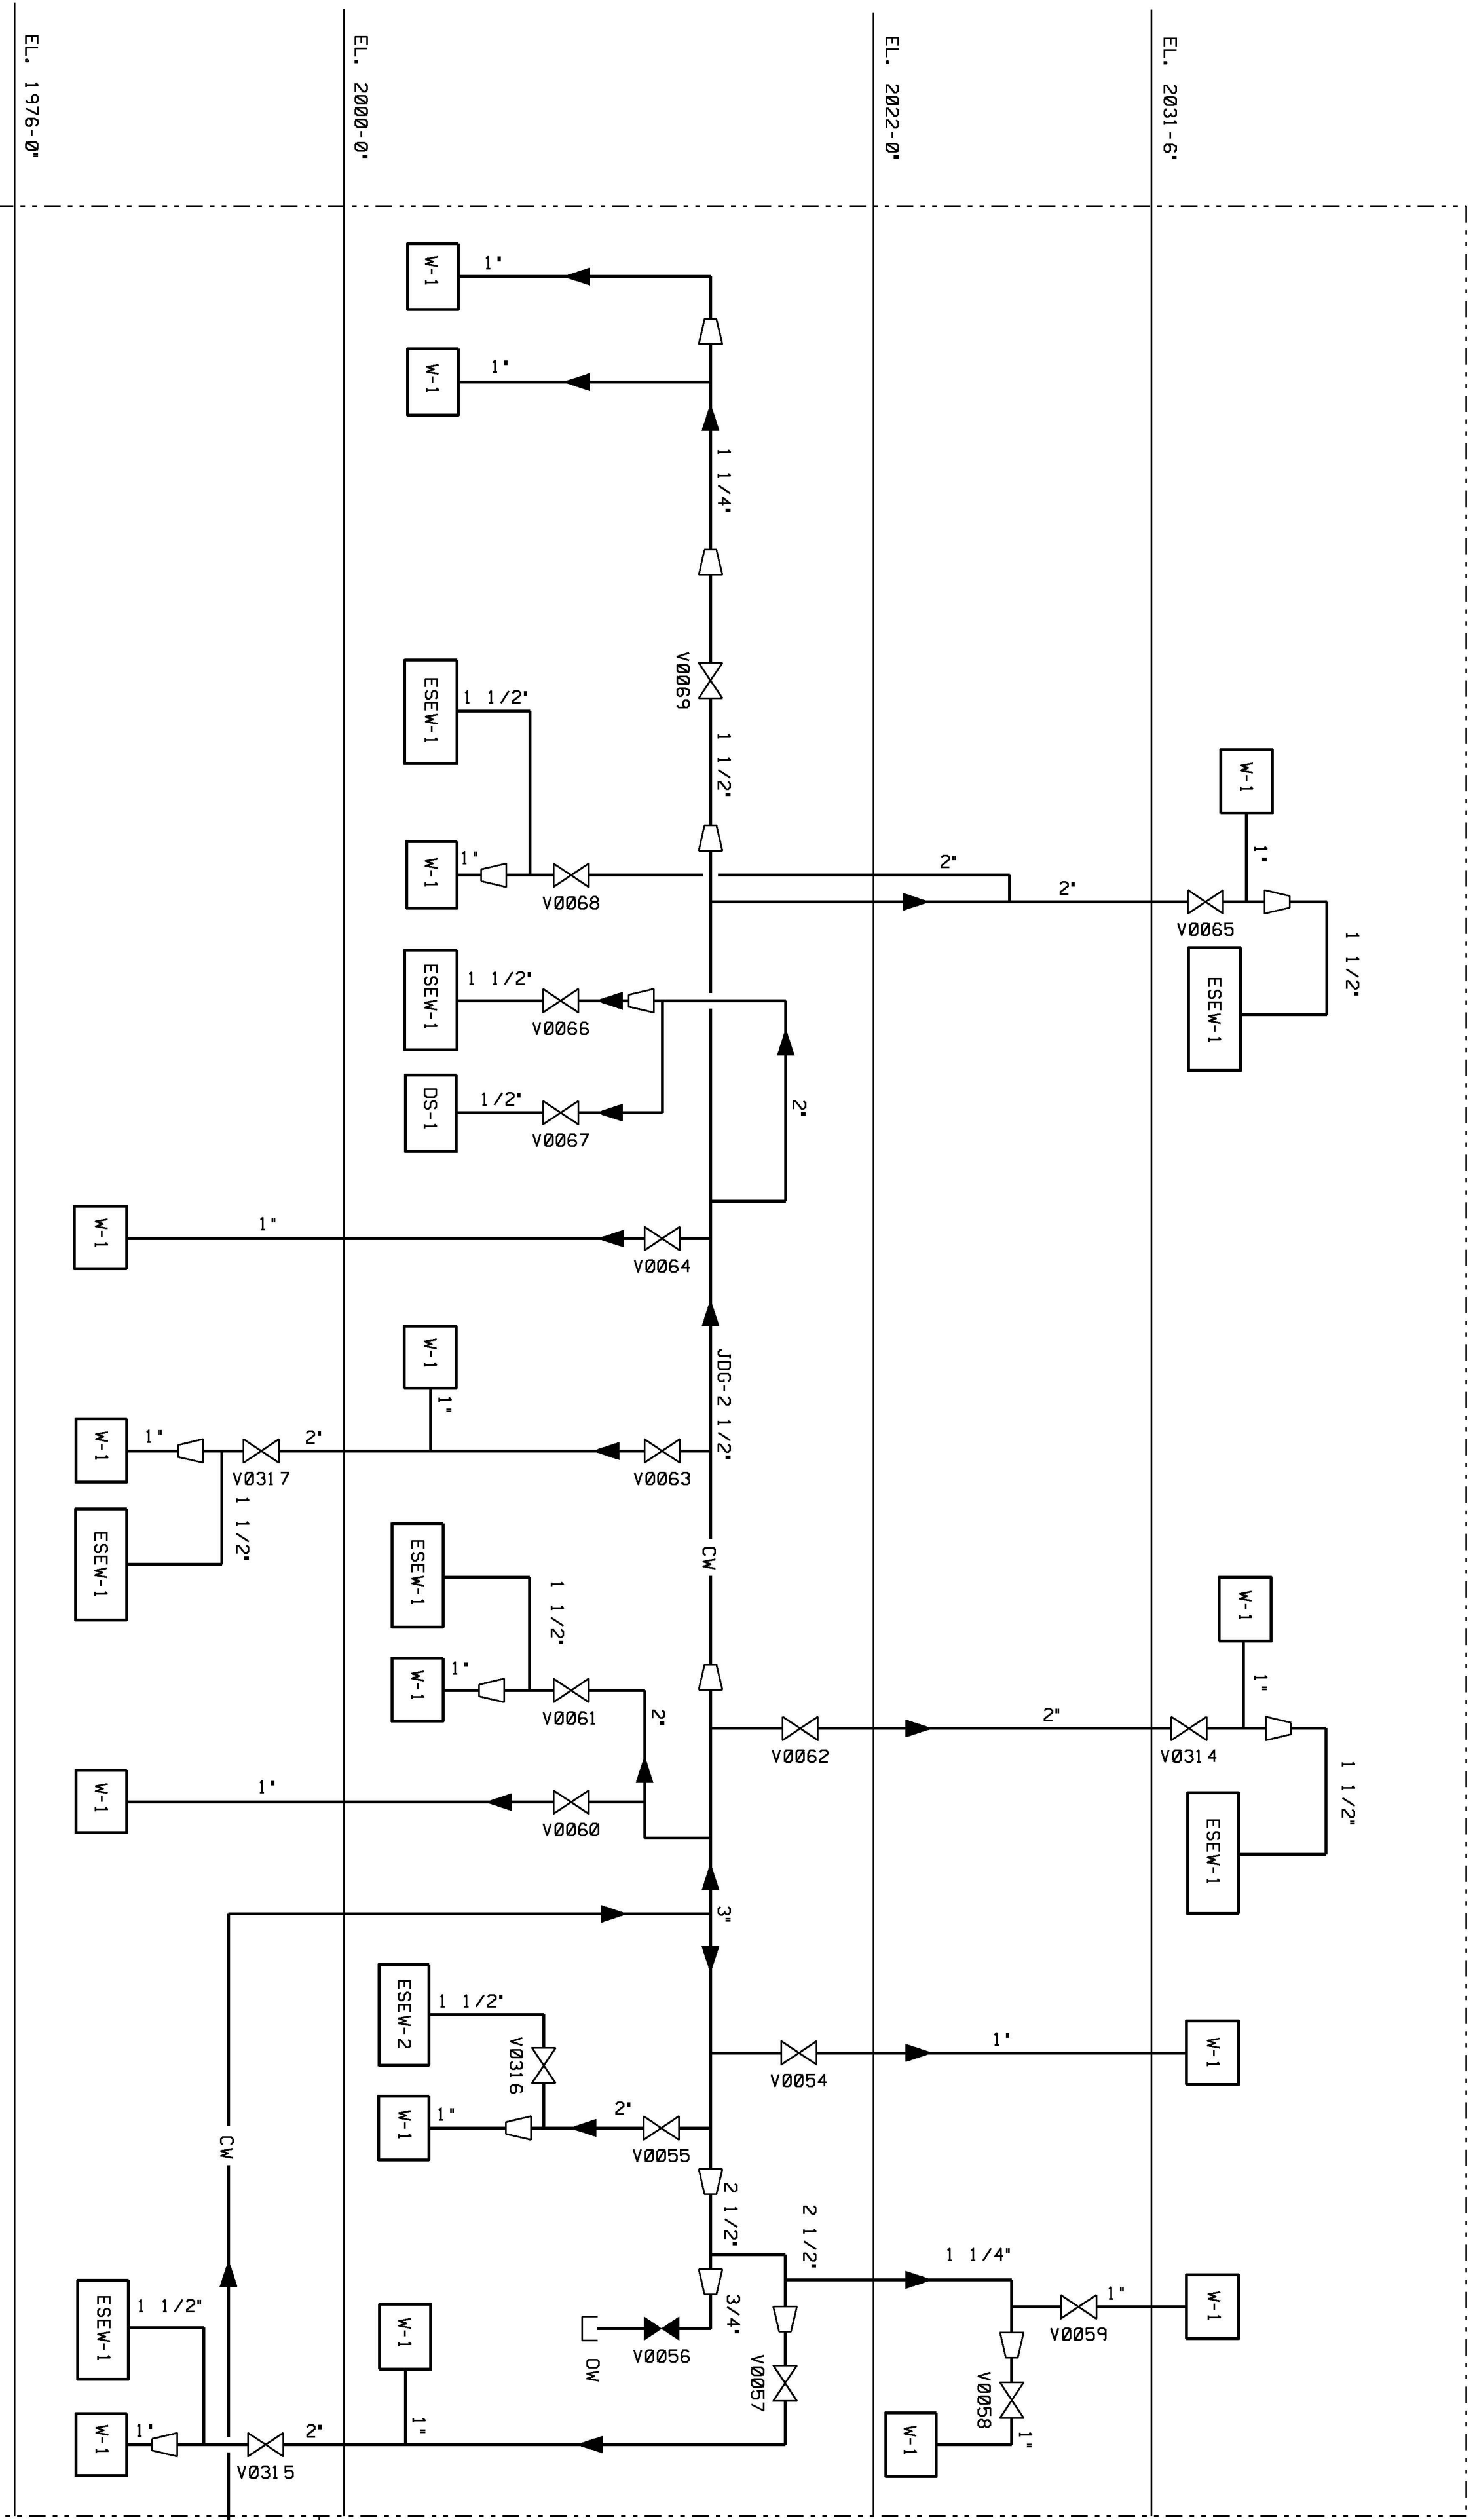 EL. 1976-0"
EL. 2000-0"
EL. 2022-0"
EL. 2031-6"
W-1
1"
W-1
1"
1 1/4"
V0069
ESEW-1
1 1/2"
1 1/2"
W-1
1"
W-1
1"
V0068
2"
2"
V0065
1 1/2"
ESEW-1
ESEW-1
1 1/2"
V0066
DS-1
1/2"
V0067
2"
W-1
1"
V0064
W-1
1"
JDG-2 1/2"
W-1
1"
2"
V0317
V0063
1 1/2"
ESEW-1
CW
ESEW-1
1 1/2"
W-1
1"
W-1
1"
V0061
2"
V0062
2"
V0314
1 1/2"
ESEW-1
W-1
1"
V0060
3"
ESEW-2
1 1/2"
V0316
V0054
1"
W-1
W-1
1"
2"
V0055
CW
2 1/2"
2 1/2"
1 1/4"
ESEW-1
1 1/2"
W-1
1"
3/4"
V0056
OW
V0057
V0059
1"
W-1
V0058
1"
W-1
W-1
1"
2"
V0315